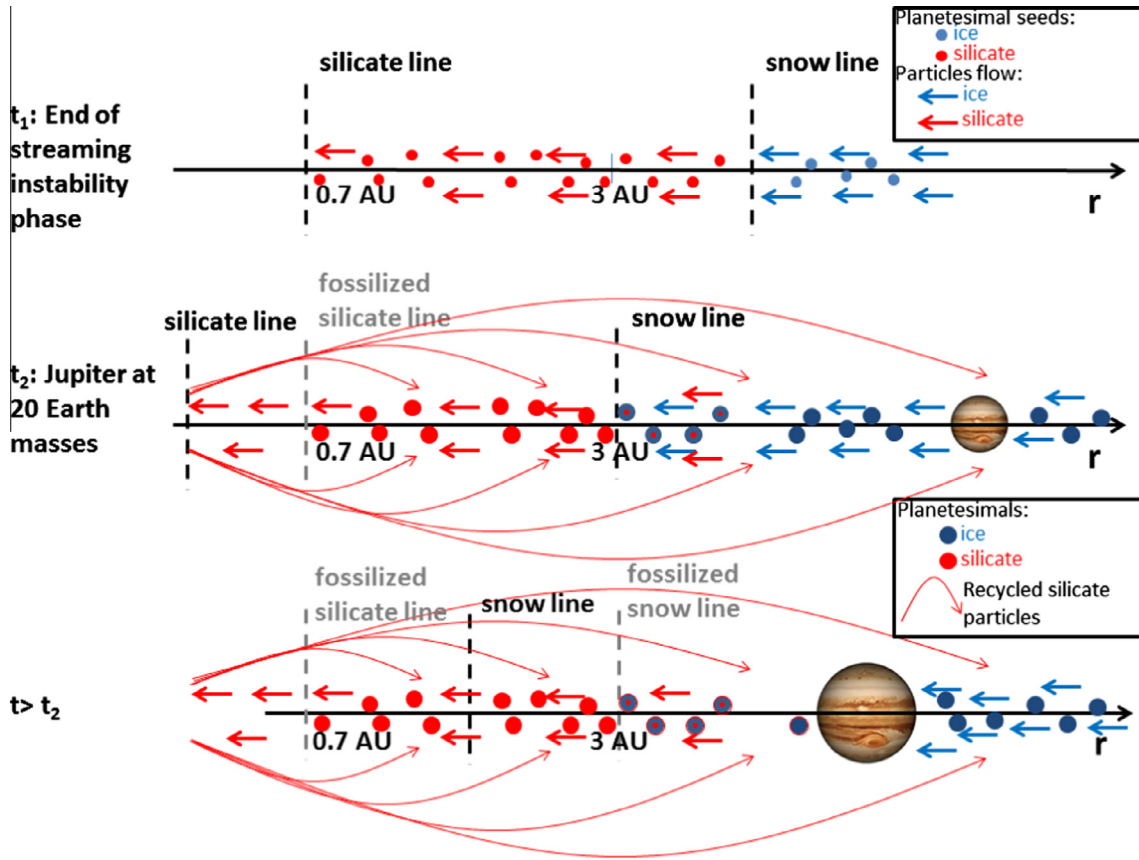 Planetesimal seeds:
ice
silicate
Particles flow:
ice
silicate
silicate line
snow line
t1: End of
streaming
instability
phase
0.7 AU
3 AU
r
fossilized
silicate line
silicate line
snow line
t2: Jupiter at
20 Earth
masses
0.7 AU
3 AU
r
Planetesimals:
ice
silicate
Recycled silicate
particles
fossilized
silicate line
snow line
fossilized
snow line
t> t2
0.7 AU
3 AU
r